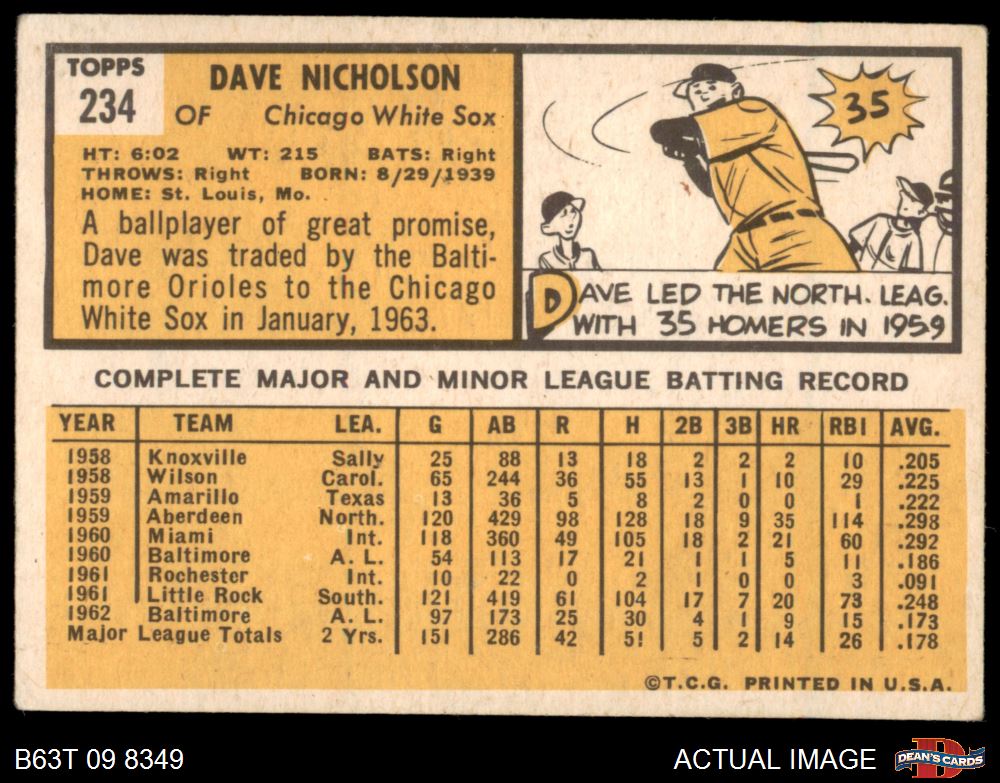 TOPPS
234
DAVE NICHOLSON
OF Chicago White Sox
HT: 6:02 WT: 215 BATS: Right
THROWS: Right BORN: 8/29/1939
HOME: St. Louis, Mo.
A ballplayer of great promise,
Dave was traded by the Balti-
more Orioles to the Chicago
White Sox in January, 1963.
35
DAVE LED THE NORTH. LEAG.
WITH 35 HOMERS IN 1959
COMPLETE MAJOR AND MINOR LEAGUE BATTING RECORD
YEAR TEAM LEA. G AB R H 2B 3B HR RBI AVG.
1958 Knoxville Sally 25 88 13 18 2 2 2 10 .205
1958 Wilson Carol. 65 244 36 55 13 1 10 29 .225
1959 Amarillo Texas 13 36 5 8 2 0 0 1 .222
1959 Aberdeen North. 120 429 98 128 18 9 35 114 .298
1960 Miami Int. 118 360 49 105 18 2 21 60 .292
1960 Baltimore A. L. 54 113 17 21 1 1 5 11 .186
1961 Rochester Int. 10 22 0 2 1 0 0 3 .091
1961 Little Rock South. 121 419 61 104 17 7 20 73 .248
1962 Baltimore A. L. 97 173 25 30 4 1 9 15 .173
Major League Totals 2 Yrs. 151 286 42 51 5 2 14 26 .178
©T.C.G. PRINTED IN U.S.A.
B63T 09 8349
ACTUAL IMAGE
D
DEAN'S CARDS